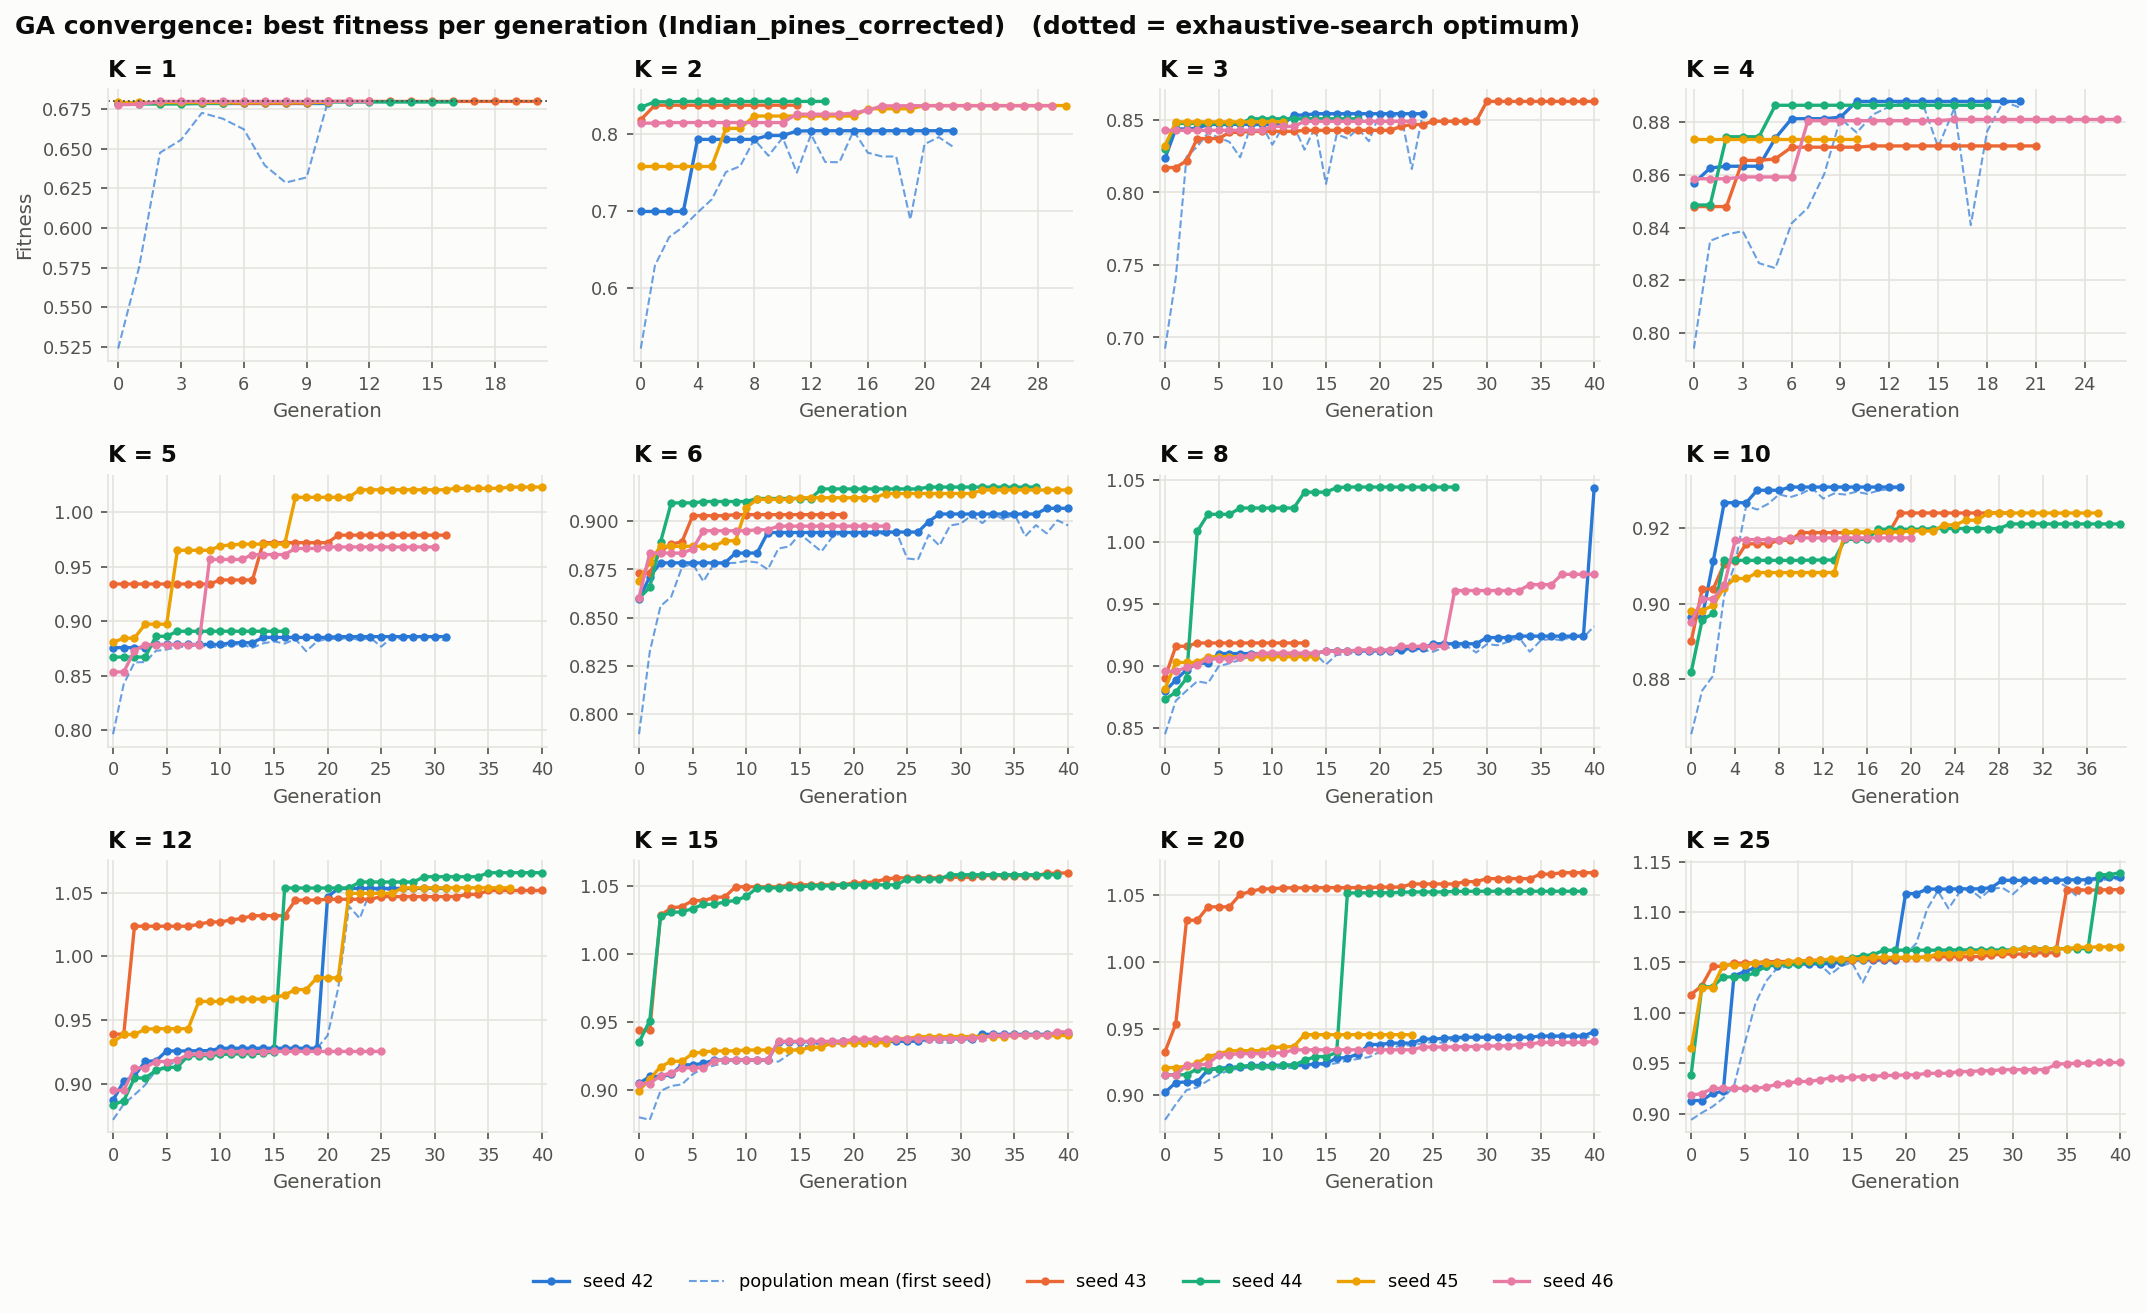 GA convergence: best fitness per generation (Indian_pines_corrected)   (dotted = exhaustive-search optimum)
K = 1
0.675
0.650
0.625
0.600
0.575
0.550
0.525
Fitness
0 3 6 9 12 15 18
Generation
K = 2
0.8
0.7
0.6
0 4 8 12 16 20 24 28
Generation
K = 3
0.85
0.80
0.75
0.70
0 5 10 15 20 25 30 35 40
Generation
K = 4
0.88
0.86
0.84
0.82
0.80
0 3 6 9 12 15 18 21 24
Generation
K = 5
1.00
0.95
0.90
0.85
0.80
0 5 10 15 20 25 30 35 40
Generation
K = 6
0.900
0.875
0.850
0.825
0.800
0 5 10 15 20 25 30 35 40
Generation
K = 8
1.05
1.00
0.95
0.90
0.85
0 5 10 15 20 25 30 35 40
Generation
K = 10
0.92
0.90
0.88
0 4 8 12 16 20 24 28 32 36
Generation
K = 12
1.05
1.00
0.95
0.90
0 5 10 15 20 25 30 35 40
Generation
K = 15
1.05
1.00
0.95
0.90
0 5 10 15 20 25 30 35 40
Generation
K = 20
1.05
1.00
0.95
0.90
0 5 10 15 20 25 30 35 40
Generation
K = 25
1.15
1.10
1.05
1.00
0.95
0.90
0 5 10 15 20 25 30 35 40
Generation
seed 42 population mean (first seed) seed 43 seed 44 seed 45 seed 46